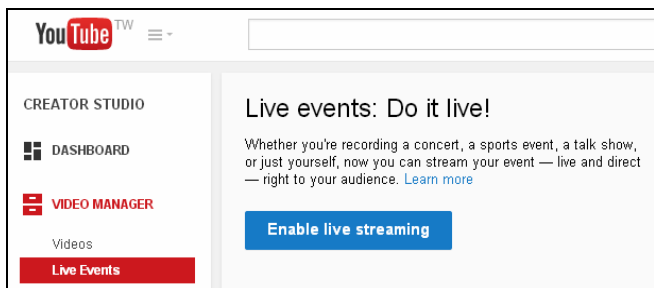 YouTube TW
CREATOR STUDIO
DASHBOARD
VIDEO MANAGER
Videos
Live Events
Live events: Do it live!
Whether you're recording a concert, a sports event, a talk show,
or just yourself, now you can stream your event — live and direct
— right to your audience. Learn more
Enable live streaming